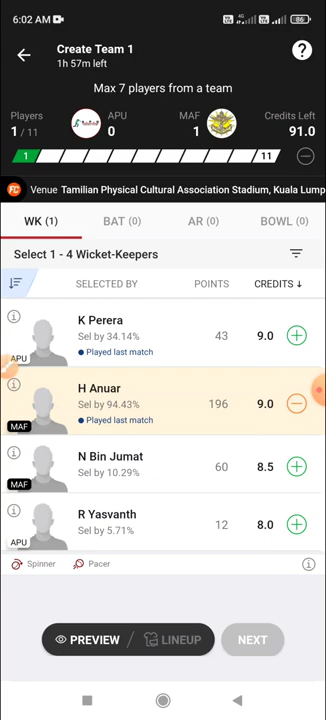 6:02 AM
4G
86
Create Team 1
1h 57m left
?
Max 7 players from a team
Players
1 / 11
APU
0
MAF
1
Credits Left
91.0
1
11
FC
Venue Tamilian Physical Cultural Association Stadium, Kuala Lump
WK (1)
BAT (0)
AR (0)
BOWL (0)
Select 1 - 4 Wicket-Keepers
SELECTED BY
POINTS
CREDITS ↓
K Perera
Sel by 34.14%
Played last match
APU
43
9.0
H Anuar
Sel by 94.43%
Played last match
MAF
196
9.0
N Bin Jumat
Sel by 10.29%
MAF
60
8.5
R Yasvanth
Sel by 5.71%
APU
12
8.0
Spinner
Pacer
PREVIEW
LINEUP
NEXT